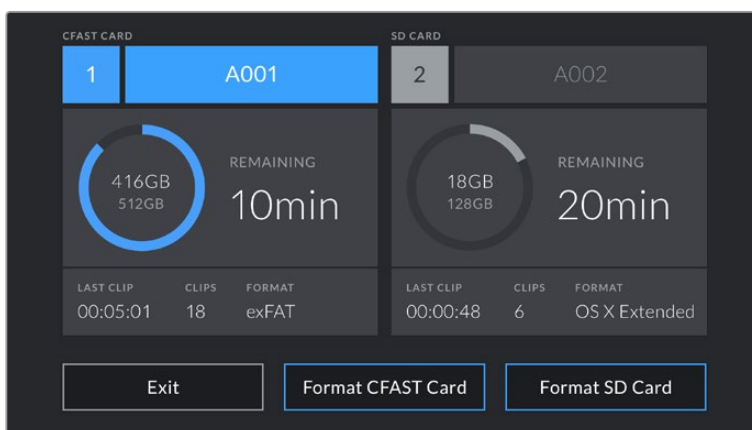 CFAST CARD
1 A001
416GB
512GB
REMAINING
10min
LAST CLIP CLIPS FORMAT
00:05:01 18 exFAT
SD CARD
2 A002
18GB
128GB
REMAINING
20min
LAST CLIP CLIPS FORMAT
00:00:48 6 OS X Extended
Exit Format CFAST Card Format SD Card